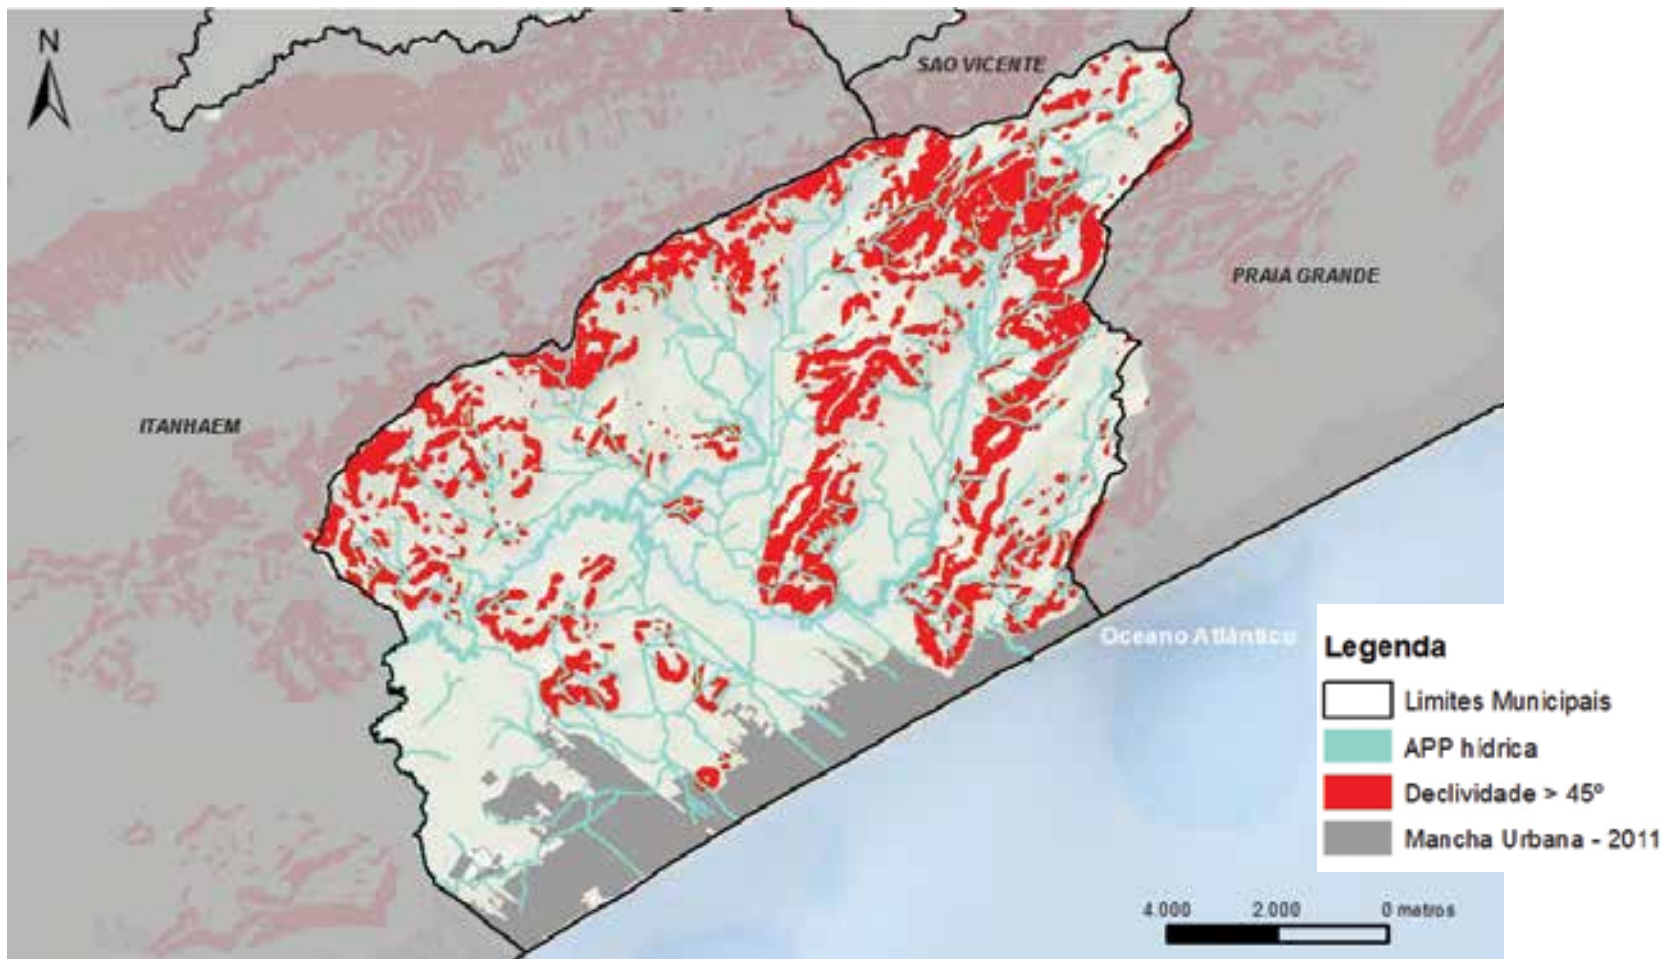 N
SAO VICENTE
PRAIA GRANDE
ITANHAEM
Oceano Atlânticu
Legenda
Limites Municipais
APP hídrica
Declividade > 45º
Mancha Urbana - 2011
4.000 2.000 0 metros